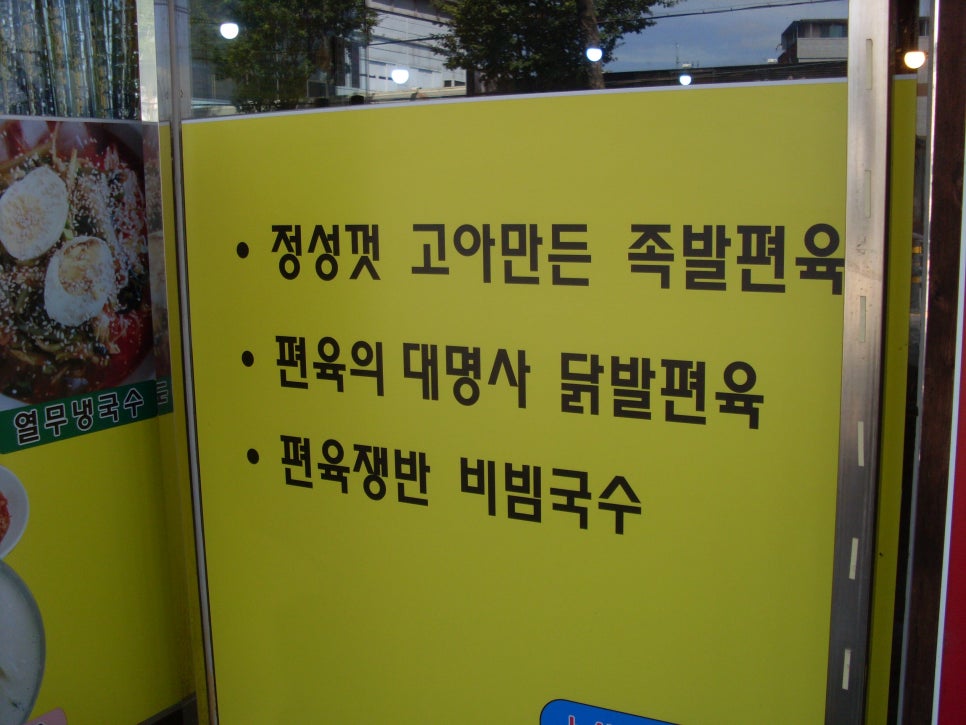 • 정성껏 고아만든 족발편육
• 편육의 대명사 닭발편육
• 편육쟁반 비빔국수
열무냉국수